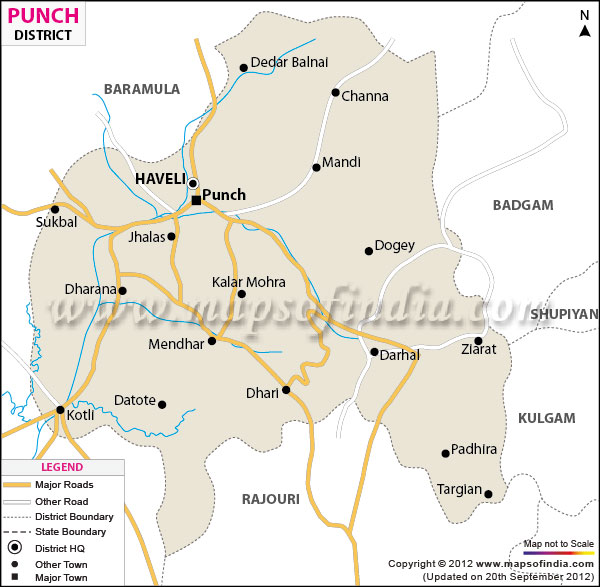 PUNCH
DISTRICT
N
Dedar Balnai
BARAMULA
Channa
Mandi
HAVELI
Punch
BADGAM
Sukbal
Jhalas
Dogey
Dharana
Kalar Mohra
www.mapsofindia.com
SHUPIYAN
Mendhar
Darhal
Ziarat
Dhari
Datote
Kotli
KULGAM
Padhira
Targian
RAJOURI
LEGEND
Major Roads
Other Road
District Boundary
State Boundary
District HQ
Other Town
Major Town
Map not to Scale
Copyright © 2012 www.mapsofindia.com
(Updated on 20th September 2012)